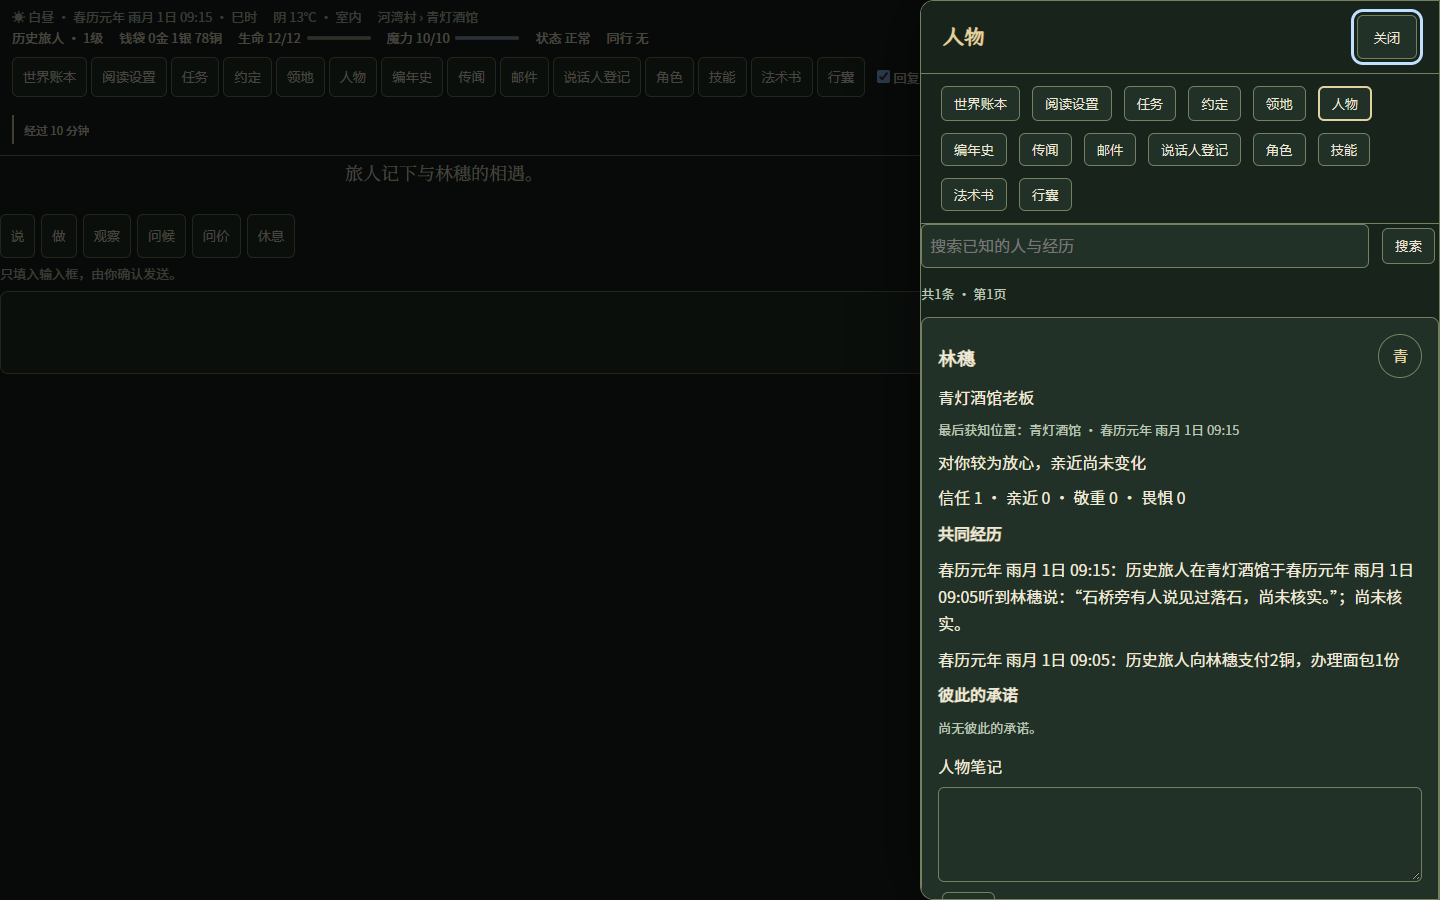 白昼 · 春历元年 雨月 1日 09:15 · 巳时 阴 13°C · 室内 河湾村 › 青灯酒馆
历史旅人 · 1级 钱袋 0金 1银 78铜 生命 12/12 魔力 10/10 状态 正常 同行 无
世界账本 阅读设置 任务 约定 领地 人物 编年史 传闻 邮件 说话人登记 角色 技能 法术书 行囊 回复
经过 10 分钟
旅人记下与林穗的相遇。
说 做 观察 问候 问价 休息
只填入输入框，由你确认发送。
人物
关闭
世界账本 阅读设置 任务 约定 领地 人物
编年史 传闻 邮件 说话人登记 角色 技能
法术书 行囊
搜索已知的人与经历 搜索
共1条 · 第1页
林穗
青
青灯酒馆老板
最后获知位置：青灯酒馆 · 春历元年 雨月 1日 09:15
对你较为放心，亲近尚未变化
信任 1 · 亲近 0 · 敬重 0 · 畏惧 0
共同经历
春历元年 雨月 1日 09:15：历史旅人在青灯酒馆于春历元年 雨月 1日
09:05听到林穗说：“石桥旁有人说见过落石，尚未核实。”；尚未核
实。
春历元年 雨月 1日 09:05：历史旅人向林穗支付2铜，办理面包1份
彼此的承诺
尚无彼此的承诺。
人物笔记